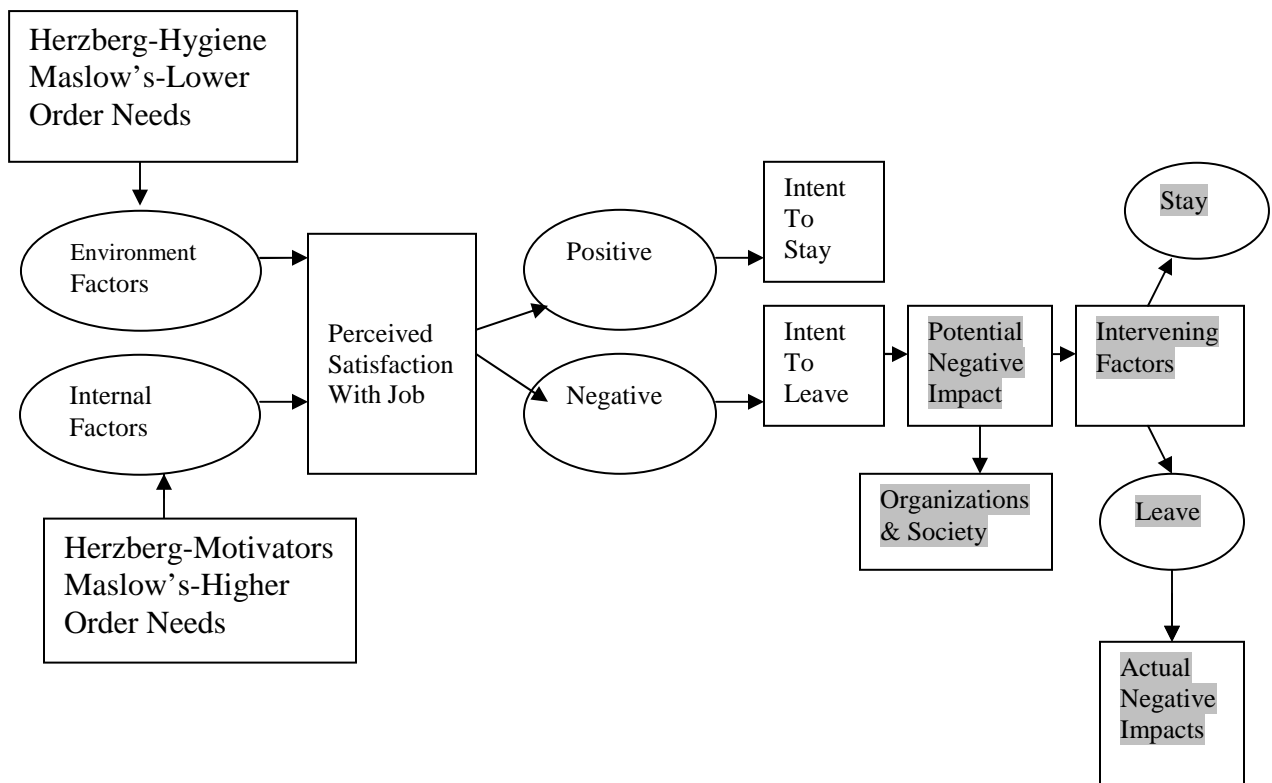 Herzberg-Hygiene
Maslow’s-Lower
Order Needs
Environment
Factors
Internal
Factors
Herzberg-Motivators
Maslow’s-Higher
Order Needs
Perceived
Satisfaction
With Job
Positive
Negative
Intent
To
Stay
Intent
To
Leave
Potential
Negative
Impact
Organizations
& Society
Intervening
Factors
Stay
Leave
Actual
Negative
Impacts